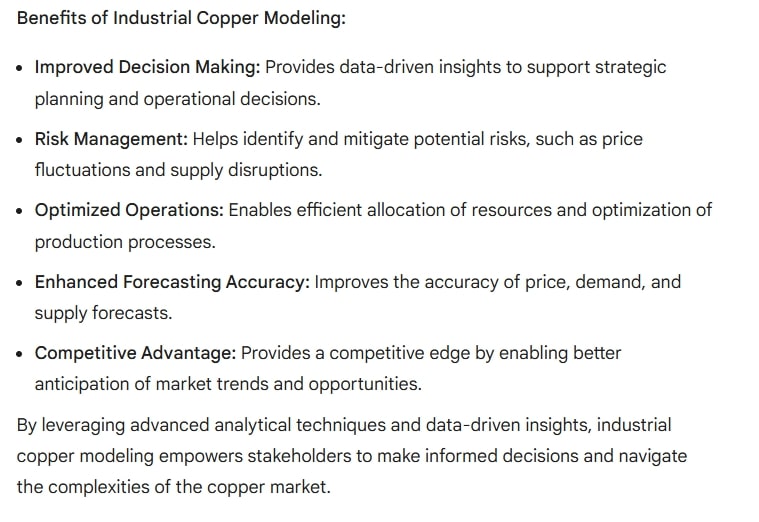 Benefits of Industrial Copper Modeling:
• Improved Decision Making: Provides data-driven insights to support strategic
planning and operational decisions.
• Risk Management: Helps identify and mitigate potential risks, such as price
fluctuations and supply disruptions.
• Optimized Operations: Enables efficient allocation of resources and optimization of
production processes.
• Enhanced Forecasting Accuracy: Improves the accuracy of price, demand, and
supply forecasts.
• Competitive Advantage: Provides a competitive edge by enabling better
anticipation of market trends and opportunities.
By leveraging advanced analytical techniques and data-driven insights, industrial
copper modeling empowers stakeholders to make informed decisions and navigate
the complexities of the copper market.